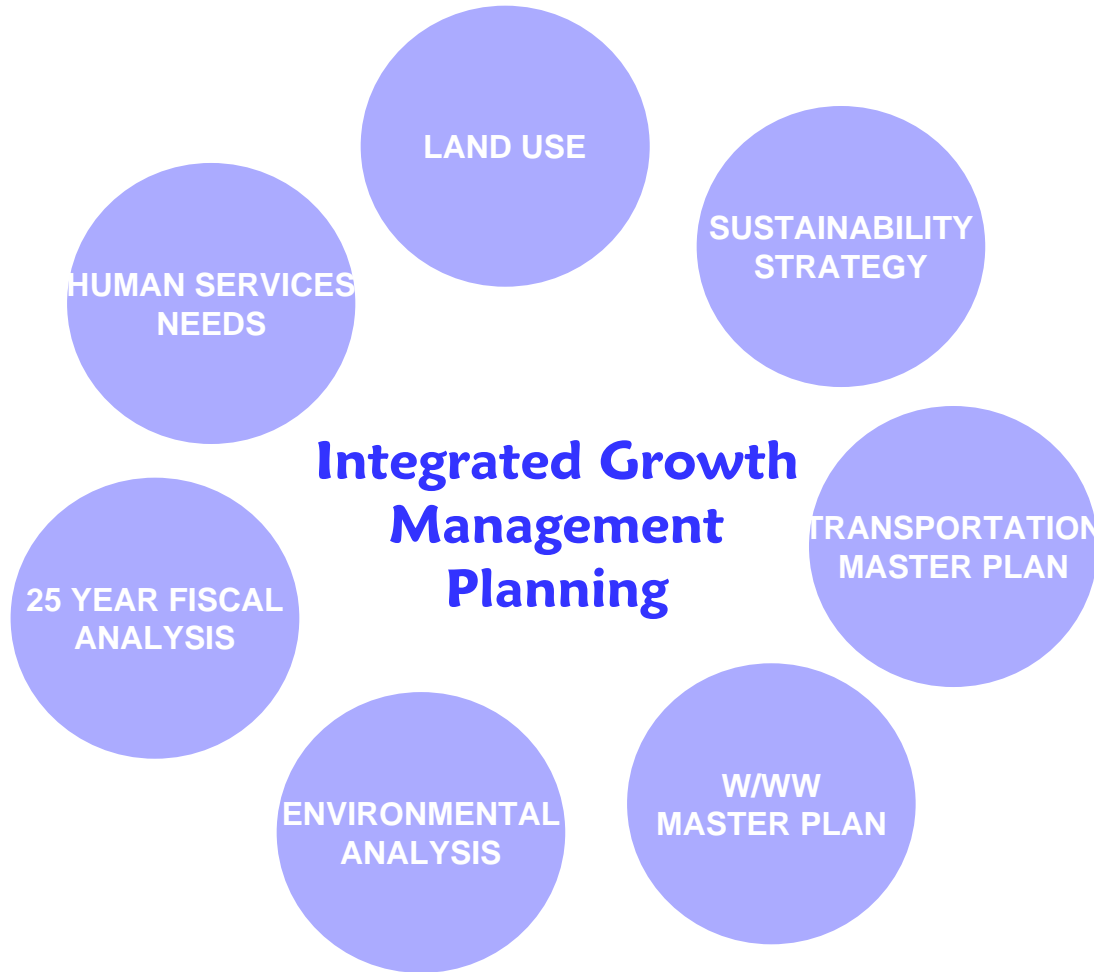 LAND USE
SUSTAINABILITY
STRATEGY
HUMAN SERVICES
NEEDS
Integrated Growth
Management
Planning
TRANSPORTATION
MASTER PLAN
25 YEAR FISCAL
ANALYSIS
W/WW
MASTER PLAN
ENVIRONMENTAL
ANALYSIS